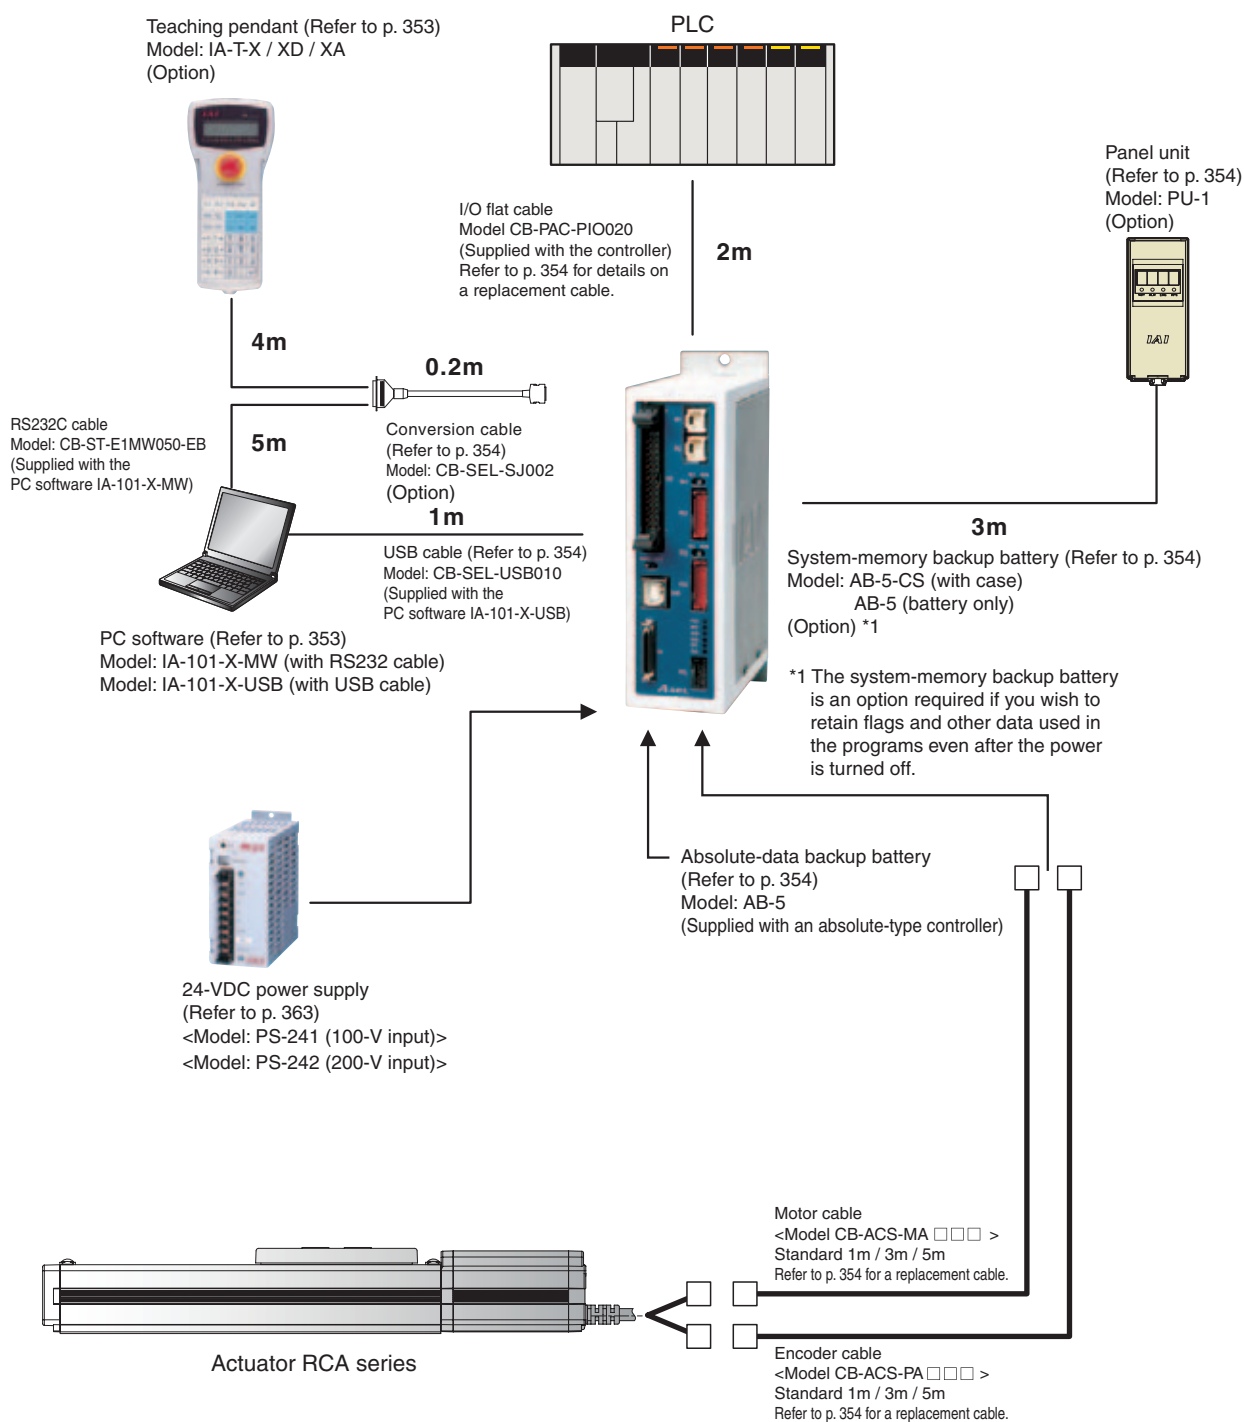 Teaching pendant (Refer to p. 353)
Model: IA-T-X / XD / XA
(Option)
PLC
Panel unit
(Refer to p. 354)
Model: PU-1
(Option)
I/O flat cable
Model CB-PAC-PIO020
(Supplied with the controller)
Refer to p. 354 for details on
a replacement cable.
2m
IAI
IAI
4m
0.2m
RS232C cable
Model: CB-ST-E1MW050-EB
(Supplied with the
PC software IA-101-X-MW)
5m
Conversion cable
(Refer to p. 354)
Model: CB-SEL-SJ002
(Option)
1m
USB cable (Refer to p. 354)
Model: CB-SEL-USB010
(Supplied with the
PC software IA-101-X-USB)
3m
System-memory backup battery (Refer to p. 354)
Model: AB-5-CS (with case)
AB-5 (battery only)
(Option) *1
PC software (Refer to p. 353)
Model: IA-101-X-MW (with RS232 cable)
Model: IA-101-X-USB (with USB cable)
*1 The system-memory backup battery
is an option required if you wish to
retain flags and other data used in
the programs even after the power
is turned off.
Absolute-data backup battery
(Refer to p. 354)
Model: AB-5
(Supplied with an absolute-type controller)
24-VDC power supply
(Refer to p. 363)
<Model: PS-241 (100-V input)>
<Model: PS-242 (200-V input)>
Motor cable
<Model CB-ACS-MA □□□ >
Standard 1m / 3m / 5m
Refer to p. 354 for a replacement cable.
Actuator RCA series
Encoder cable
<Model CB-ACS-PA □□□ >
Standard 1m / 3m / 5m
Refer to p. 354 for a replacement cable.